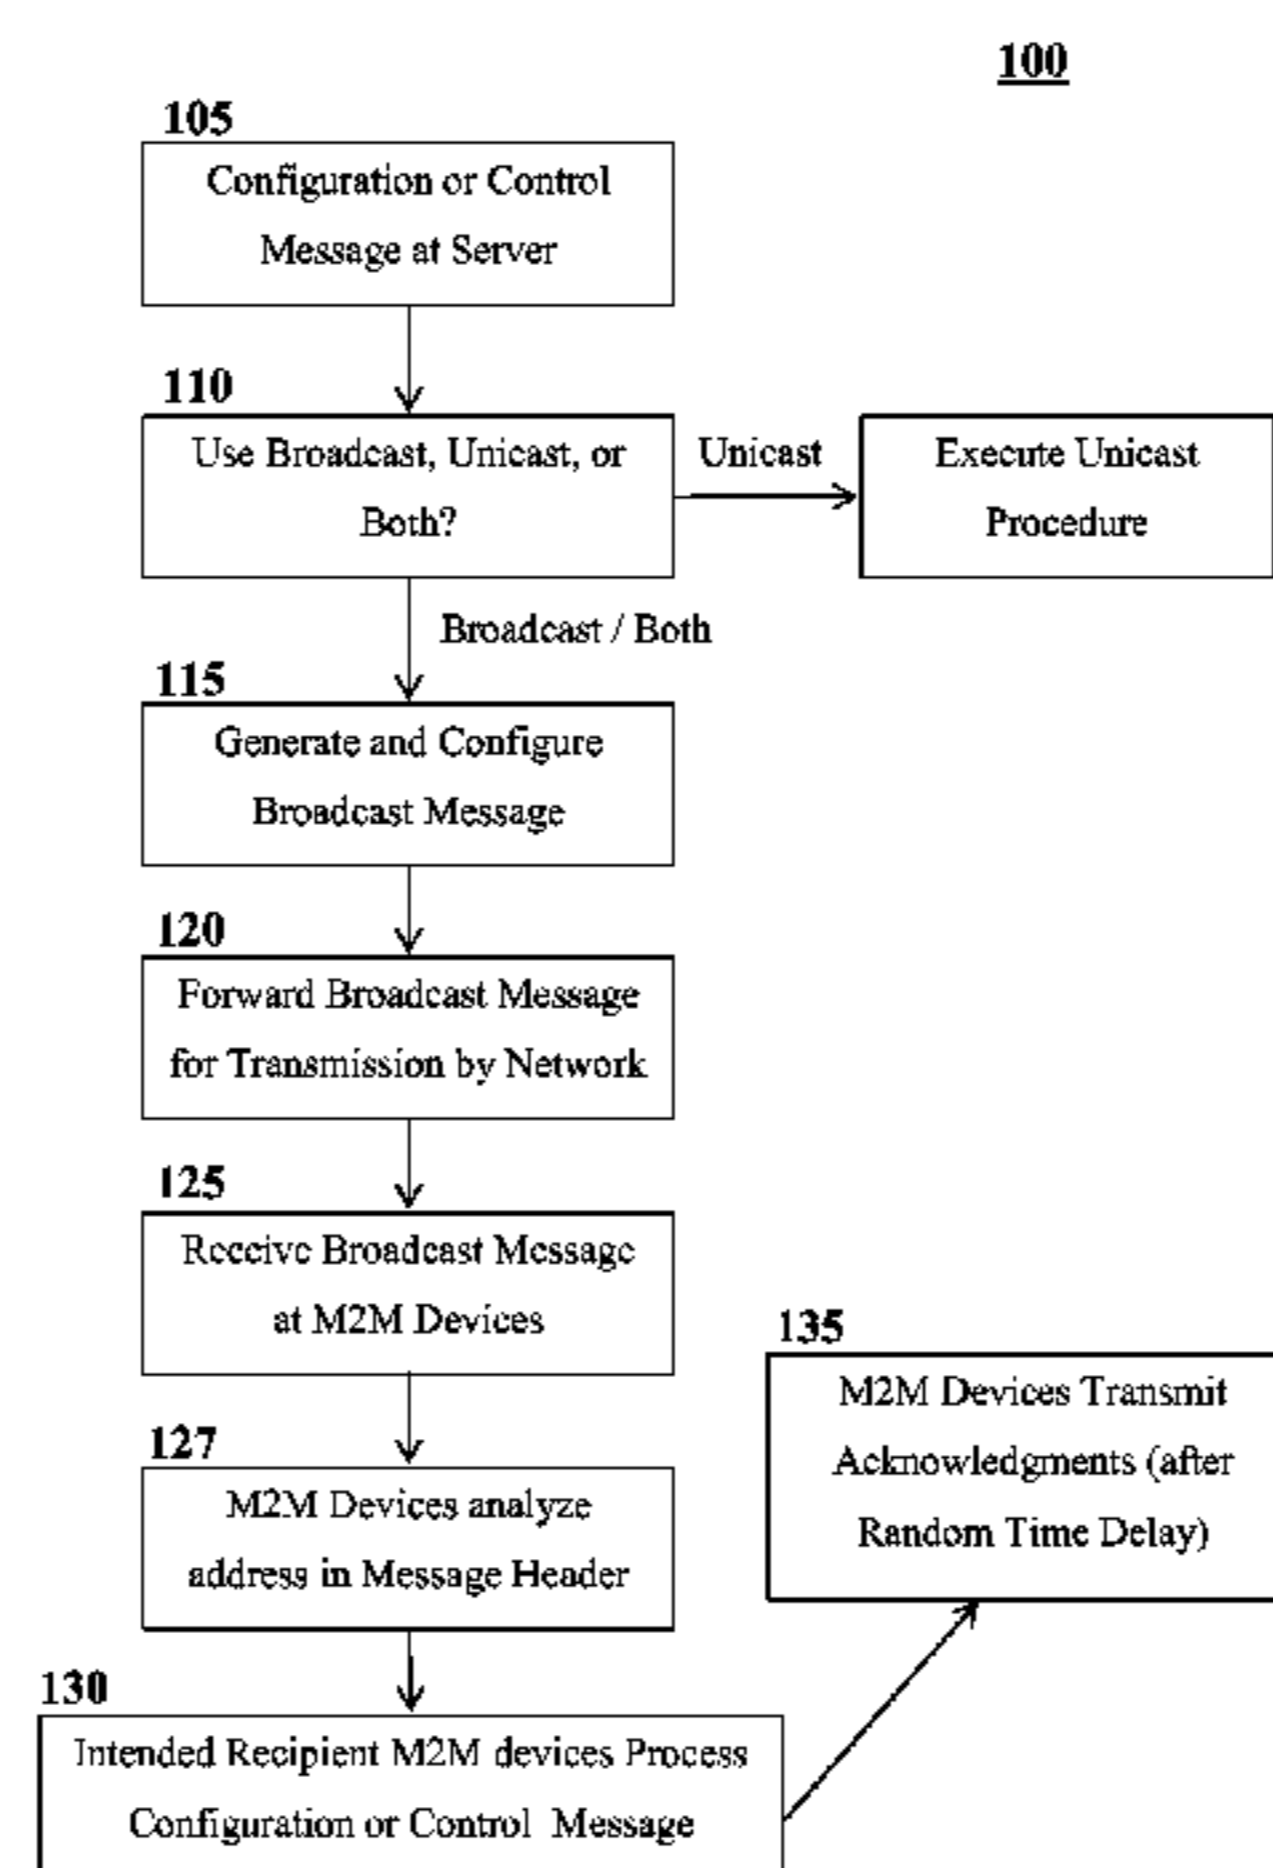 100
105
Configuration or Control
Message at Server
110
Use Broadcast, Unicast, or
Both?
Unicast
Execute Unicast
Procedure
Broadcast / Both
115
Generate and Configure
Broadcast Message
120
Forward Broadcast Message
for Transmission by Network
125
Receive Broadcast Message
at M2M Devices
127
M2M Devices analyze
address in Message Header
135
M2M Devices Transmit
Acknowledgments (after
Random Time Delay)
130
Intended Recipient M2M devices Process
Configuration or Control Message